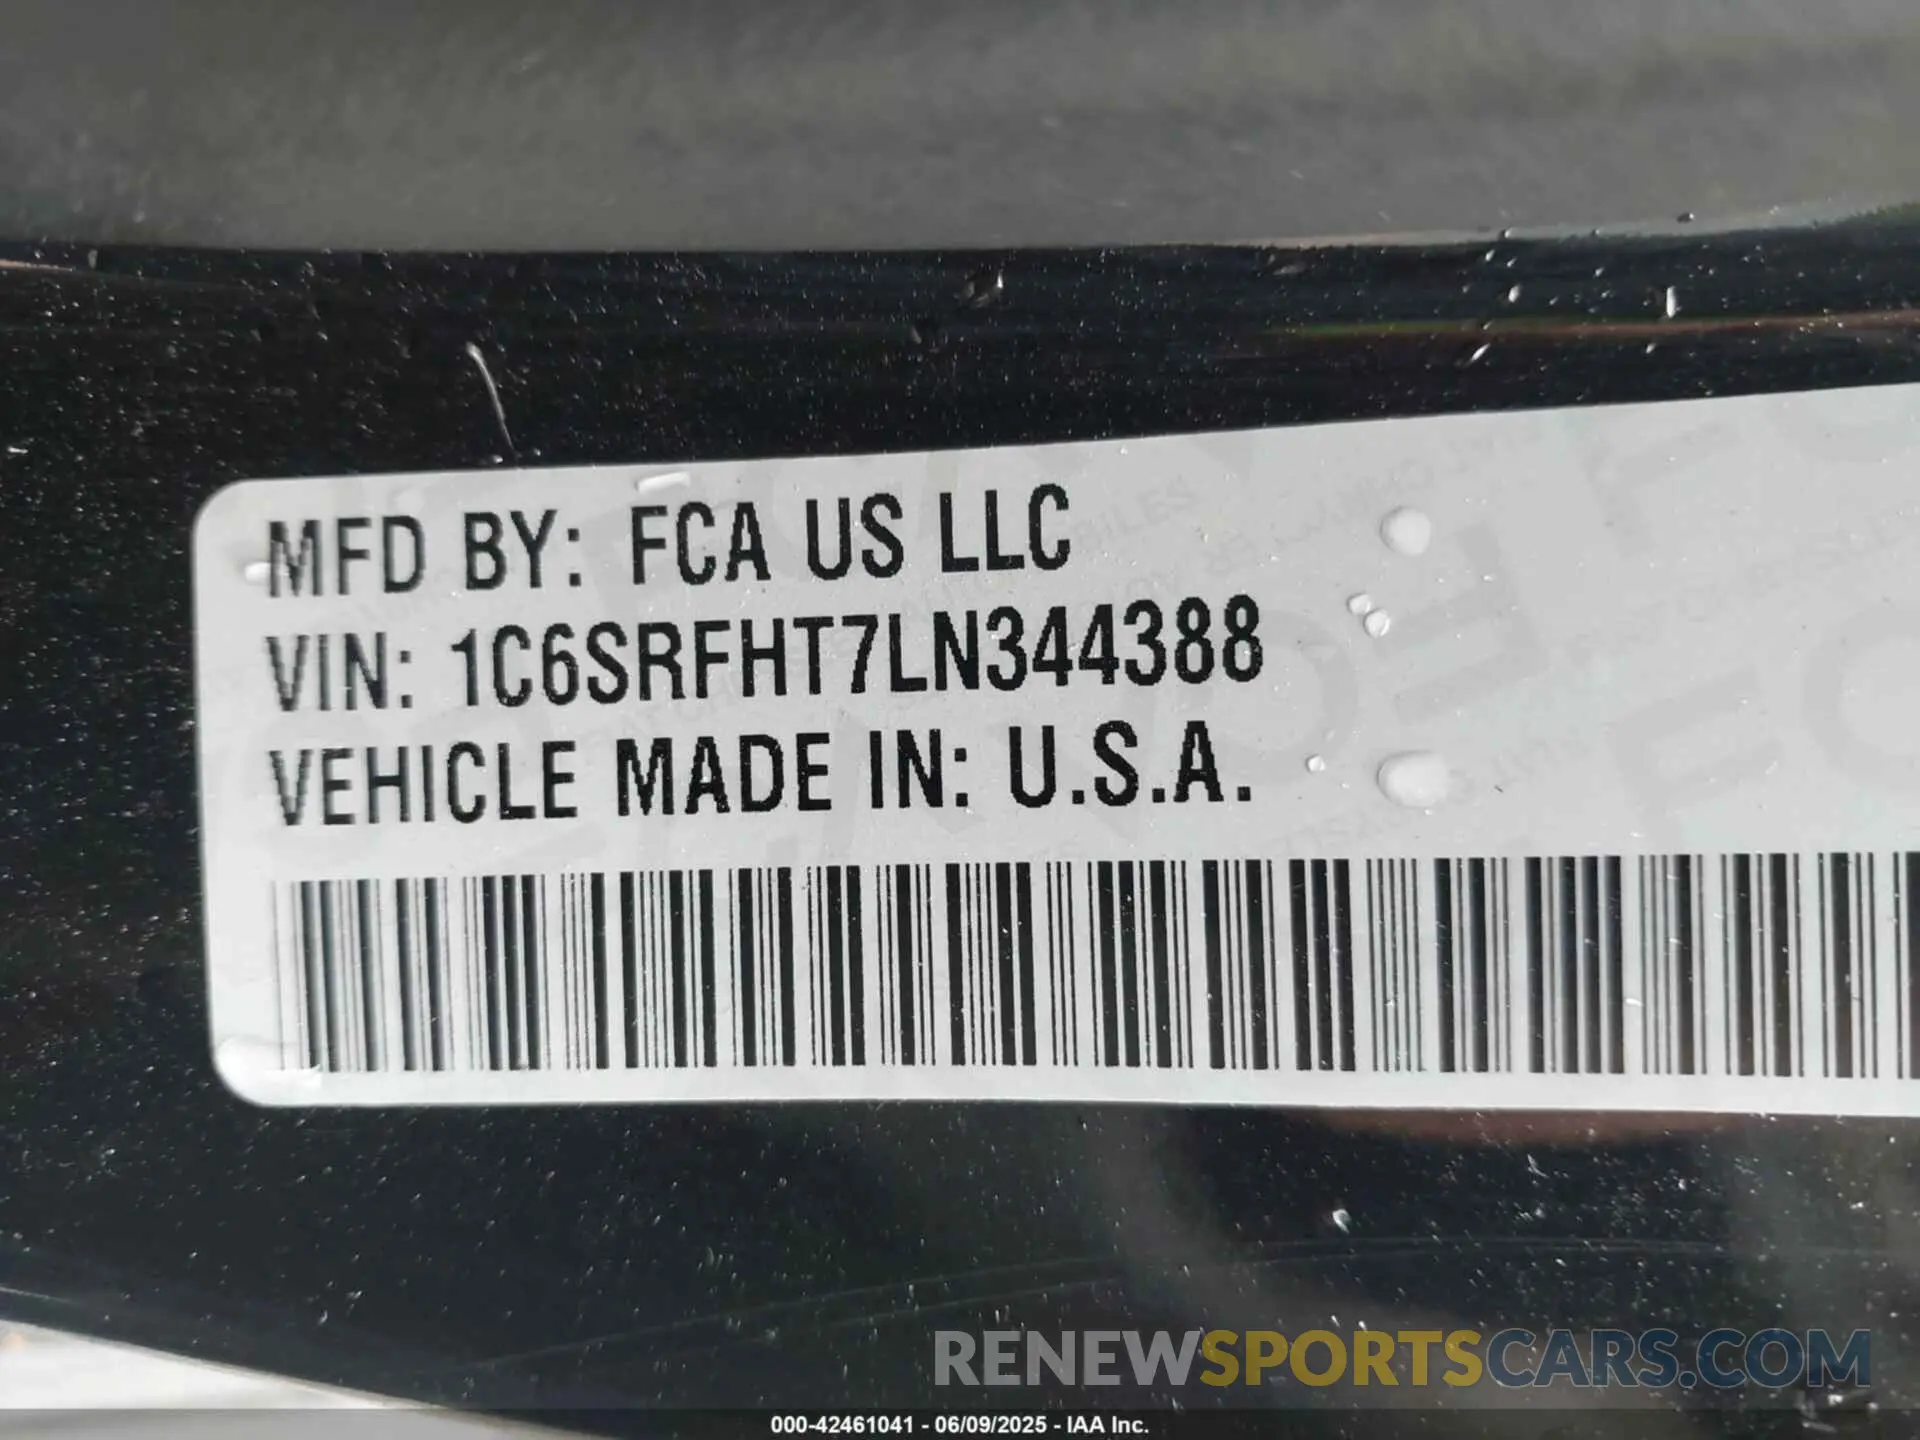 MFD BY: FCA US LLC
VIN: 1C6SRFHT7LN344388
VEHICLE MADE IN: U.S.A.
RENEWSPORTSCARS.COM
000-42461041 - 06/09/2025 - IAA Inc.